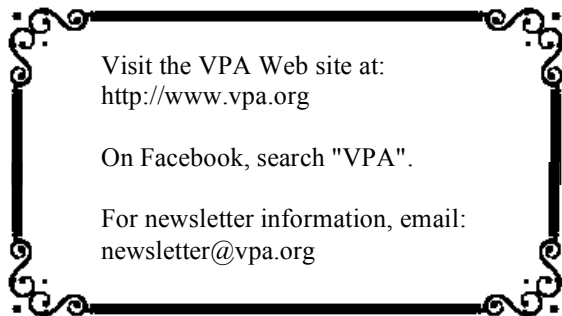 Visit the VPA Web site at:
http://www.vpa.org
On Facebook, search "VPA".
For newsletter information, email:
newsletter@vpa.org